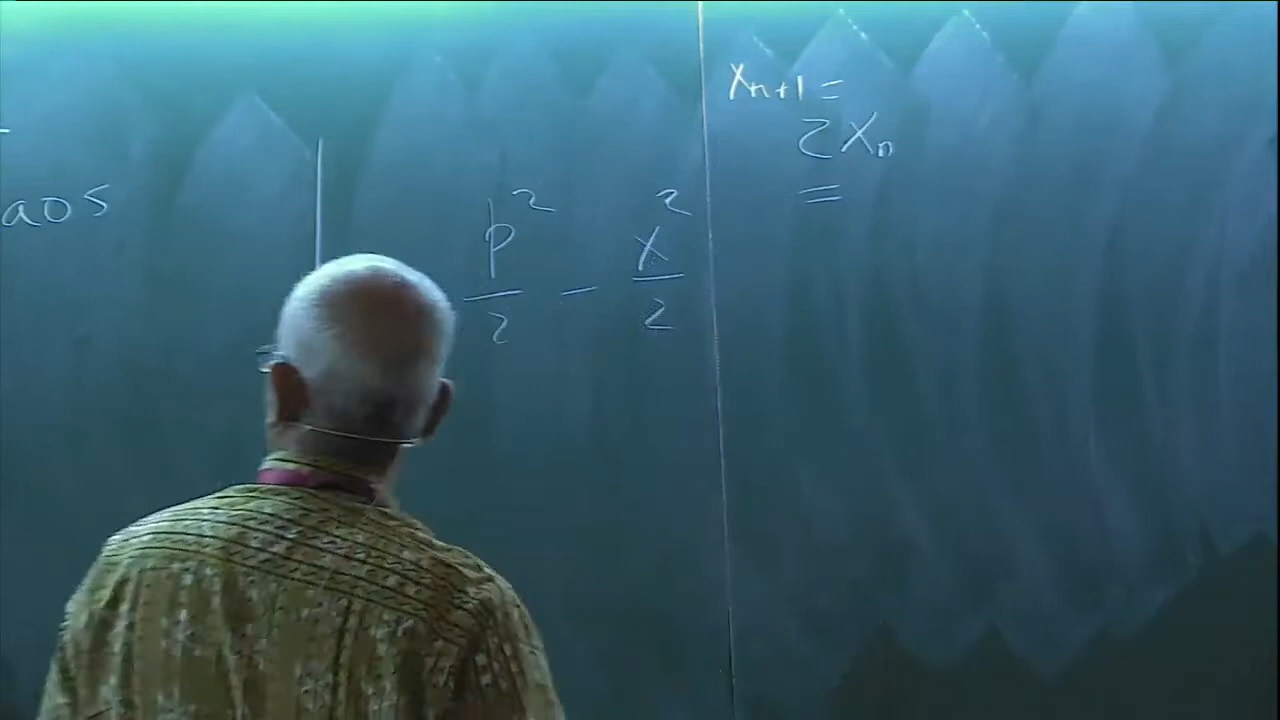 aos
p²/2 - x²/2
xₙ₊₁ =
2xₙ
=